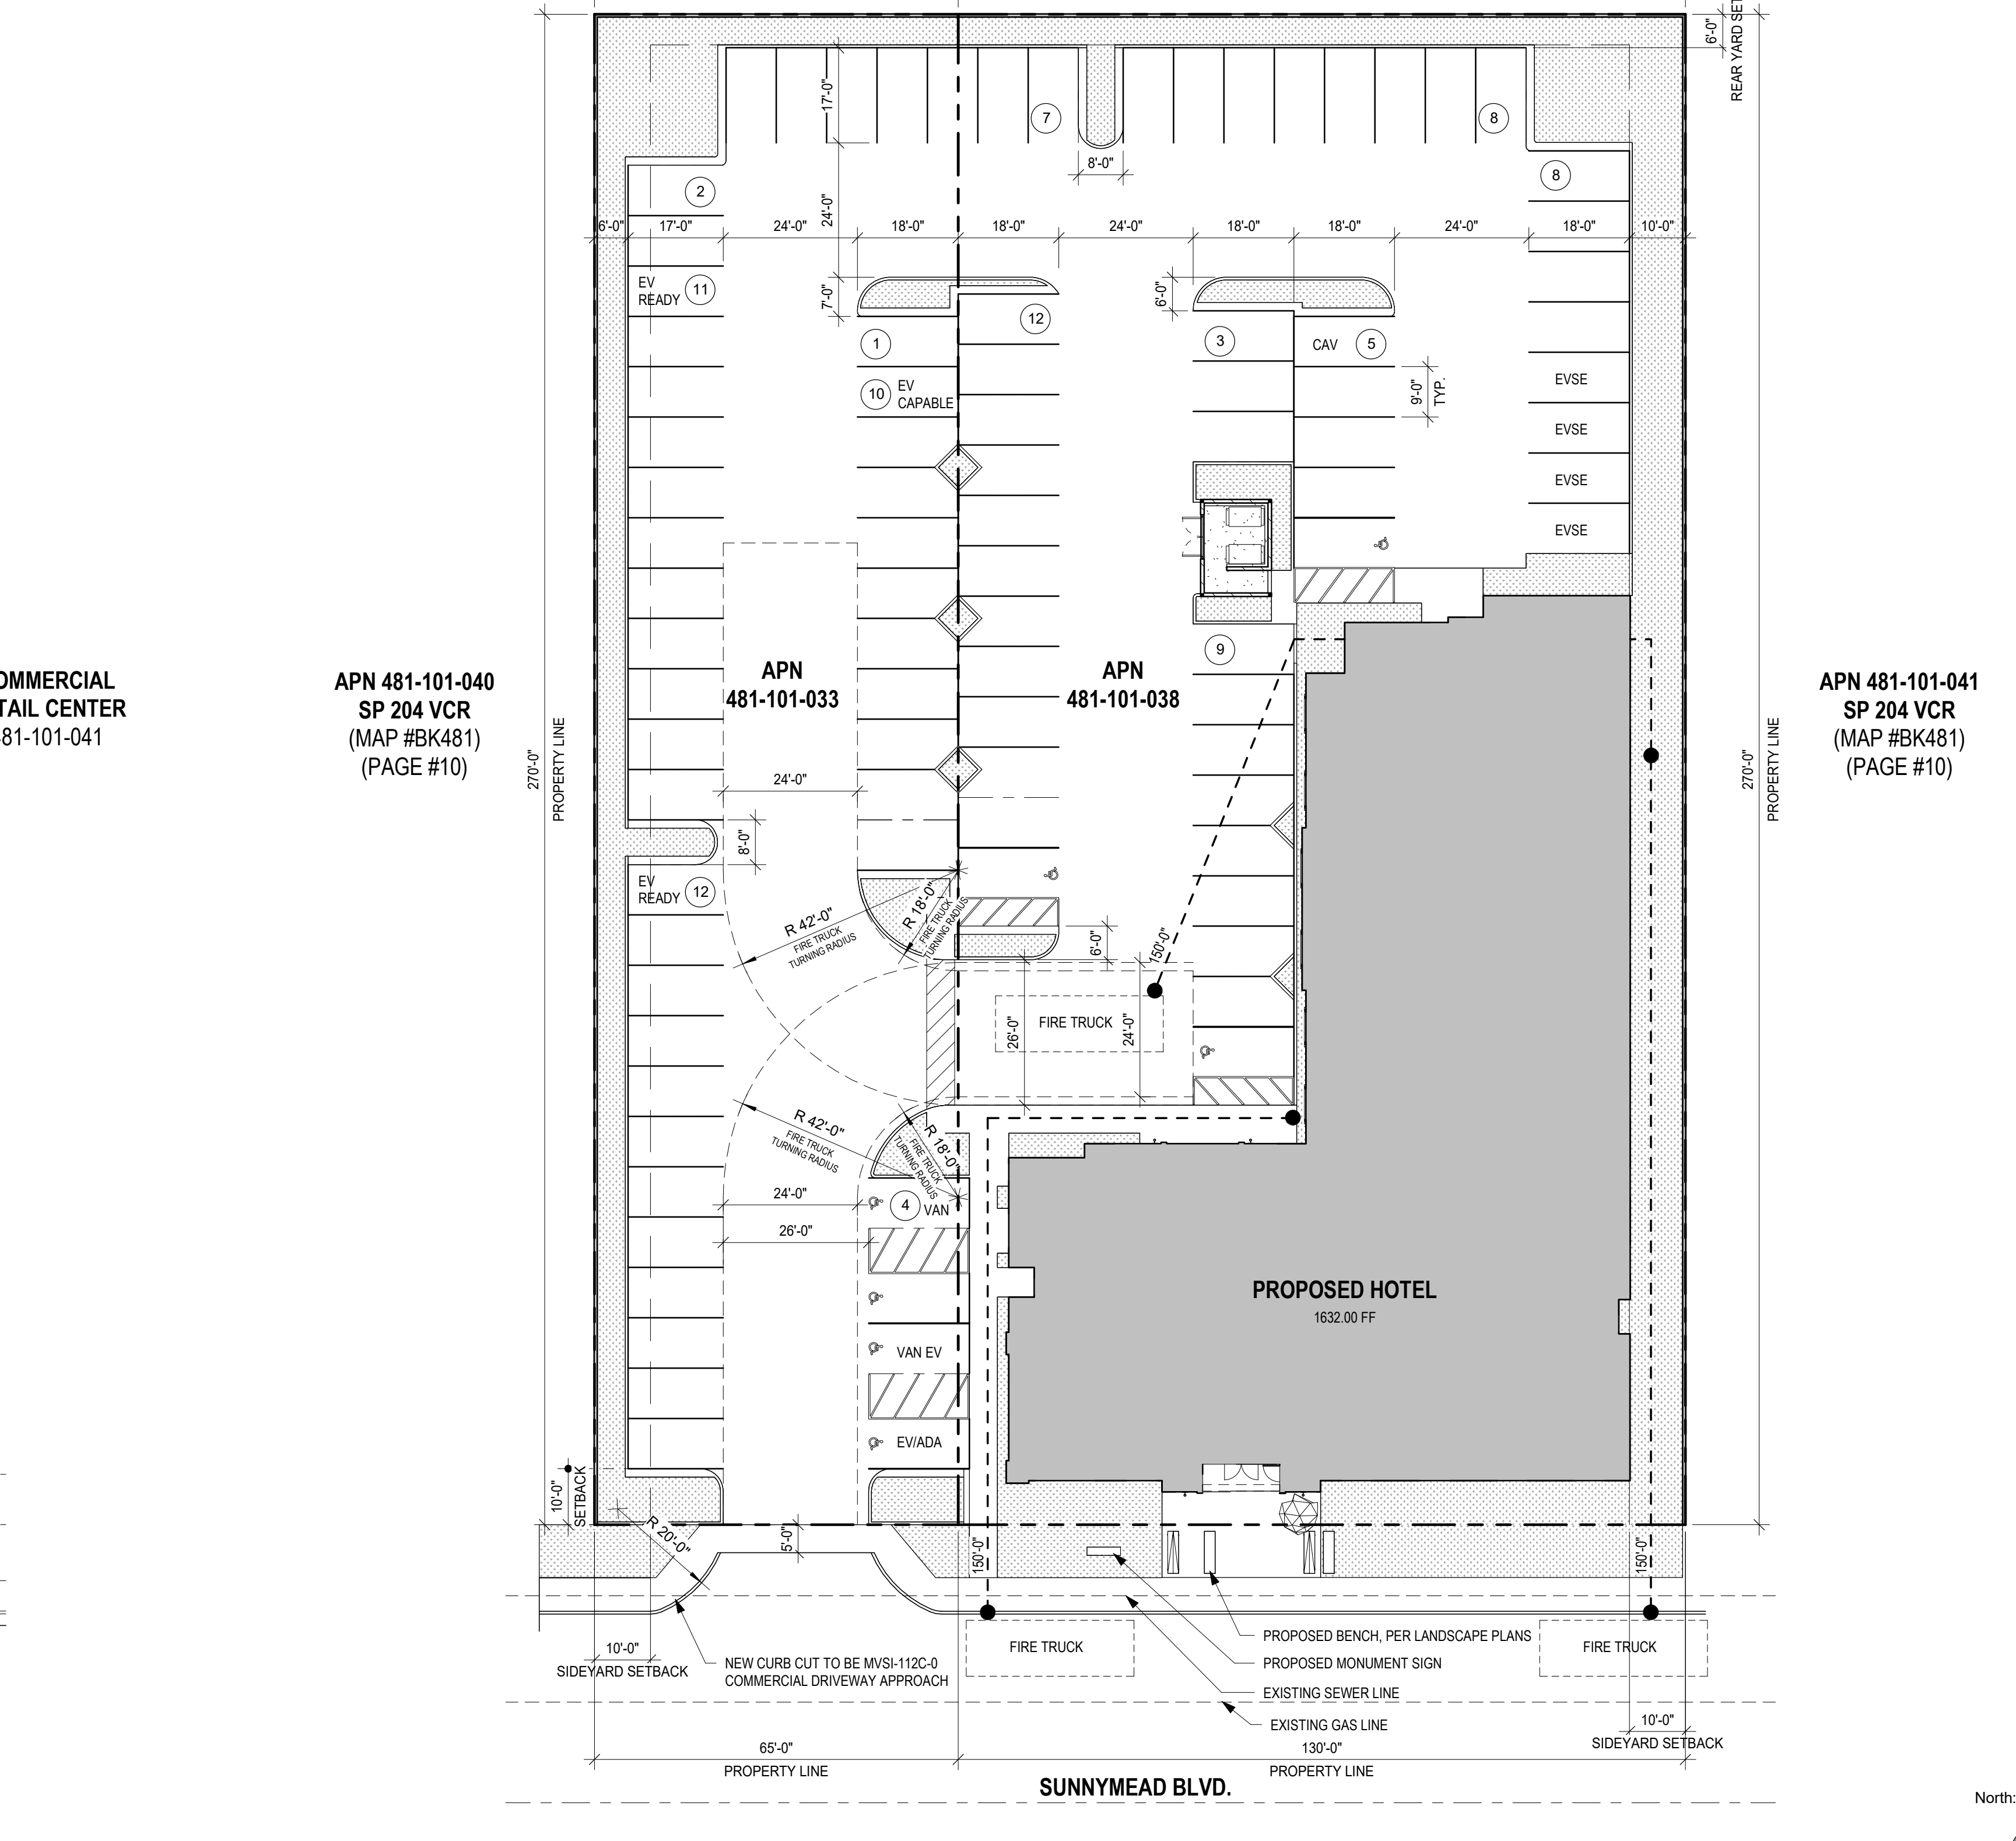 6'-0"
REAR YARD SET
17'-0"
7
8
8'-0"
2
8
24'-0"
6'-0"
17'-0"
24'-0"
18'-0"
18'-0"
24'-0"
18'-0"
18'-0"
24'-0"
18'-0"
10'-0"
EV
READY
11
7'-0"
12
6'-0"
1
3
CAV
5
10
EV
CAPABLE
9'-0"
TYP.
EVSE
EVSE
EVSE
EVSE
9
OMMERCIAL
TAIL CENTER
81-101-041
APN 481-101-040
SP 204 VCR
(MAP #BK481)
(PAGE #10)
270'-0"
PROPERTY LINE
APN
481-101-033
APN
481-101-038
270'-0"
PROPERTY LINE
APN 481-101-041
SP 204 VCR
(MAP #BK481)
(PAGE #10)
24'-0"
8'-0"
EV
READY
12
R 42'-0"
FIRE TRUCK
TURNING RADIUS
R 18'-0"
FIRE TRUCK
TURNING RADIUS
6'-0"
150'-0"
26'-0"
FIRE TRUCK
24'-0"
R 42'-0"
FIRE TRUCK
TURNING RADIUS
R 18'-0"
FIRE TRUCK
TURNING RADIUS
24'-0"
4
VAN
26'-0"
VAN EV
EV/ADA
PROPOSED HOTEL
1632.00 FF
10'-0"
SETBACK
R 20'-0"
5'-0"
150'-0"
150'-0"
10'-0"
SIDEYARD SETBACK
NEW CURB CUT TO BE MVSI-112C-0
COMMERCIAL DRIVEWAY APPROACH
FIRE TRUCK
PROPOSED BENCH, PER LANDSCAPE PLANS
PROPOSED MONUMENT SIGN
EXISTING SEWER LINE
EXISTING GAS LINE
FIRE TRUCK
10'-0"
SIDEYARD SETBACK
65'-0"
PROPERTY LINE
130'-0"
PROPERTY LINE
SUNNYMEAD BLVD.
North: